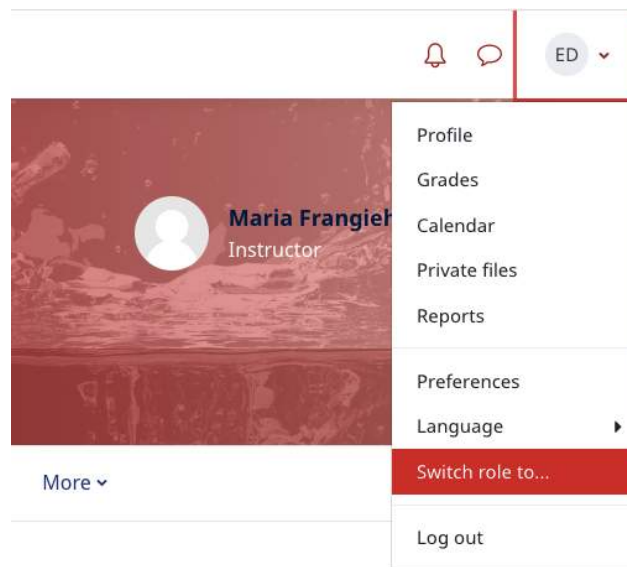 ED
Maria Frangieh
Instructor
Profile
Grades
Calendar
Private files
Reports
Preferences
Language
Switch role to...
Log out
More